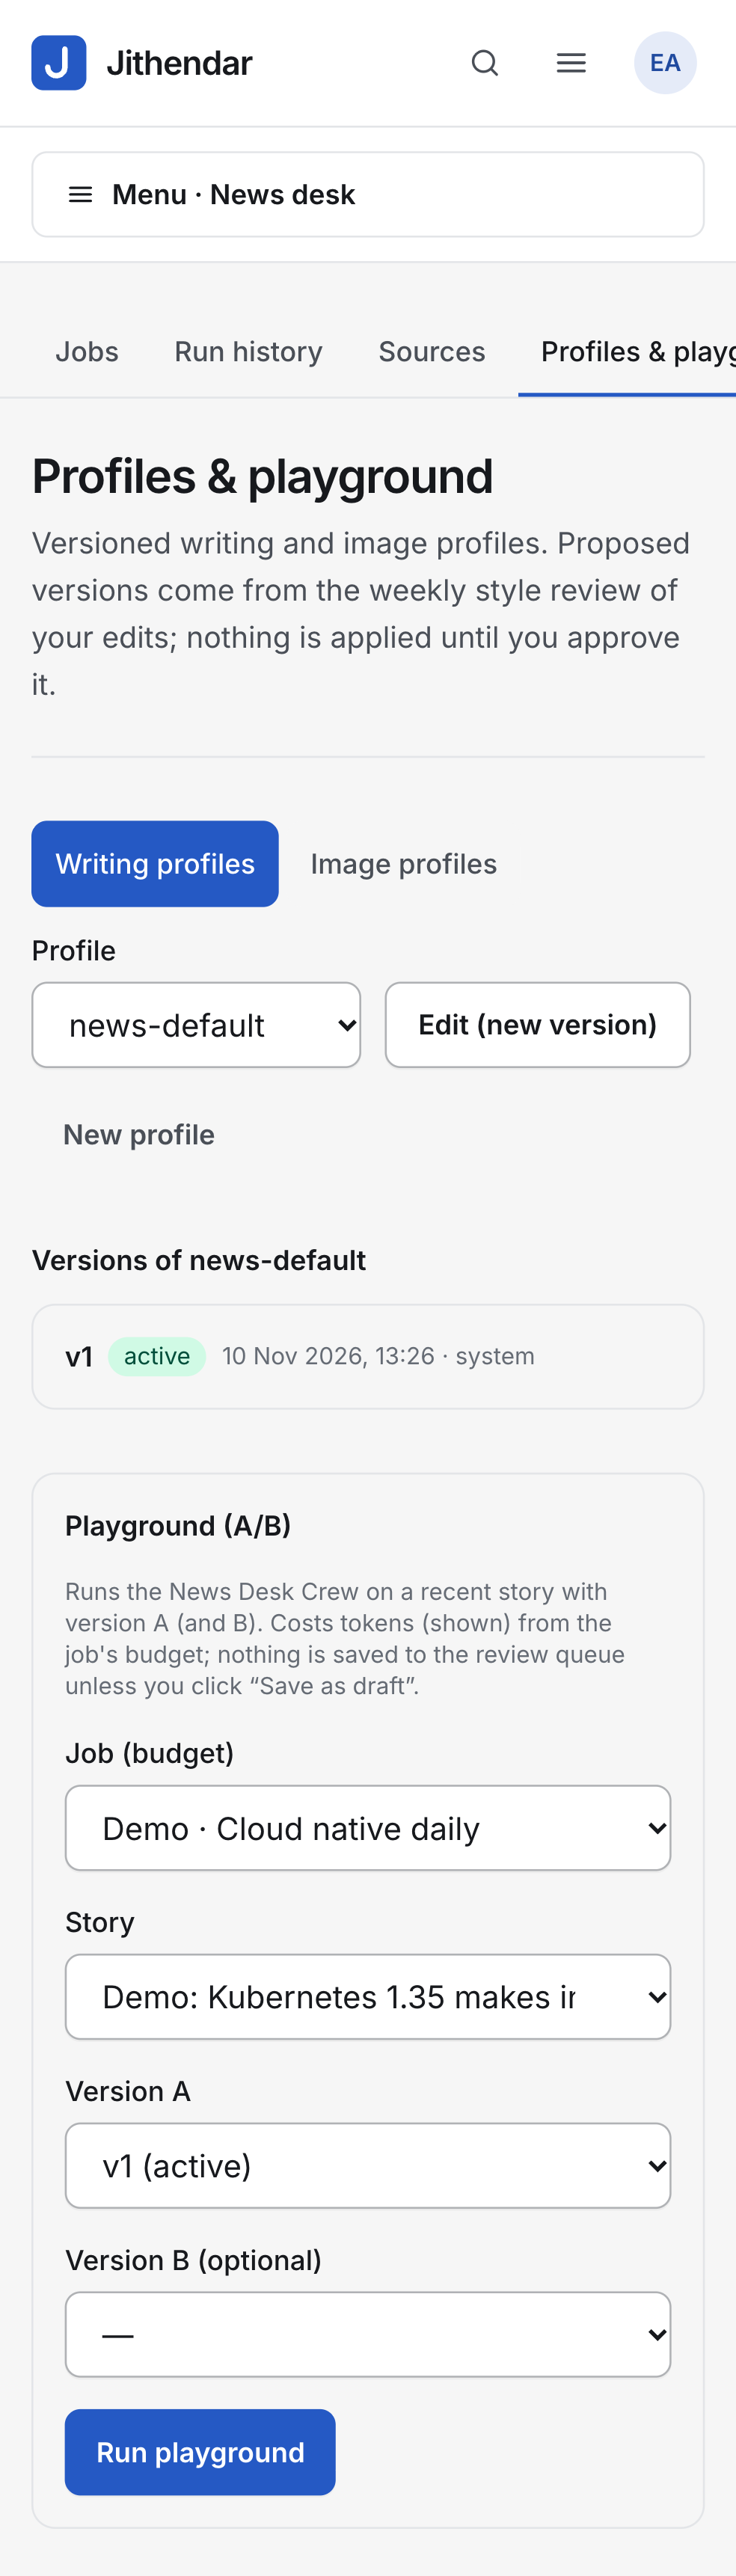 J Jithendar
EA
Menu · News desk
Jobs Run history Sources Profiles & playg
Profiles & playground
Versioned writing and image profiles. Proposed
versions come from the weekly style review of
your edits; nothing is applied until you approve
it.
Writing profiles Image profiles
Profile
news-default Edit (new version)
New profile
Versions of news-default
v1 active 10 Nov 2026, 13:26 · system
Playground (A/B)
Runs the News Desk Crew on a recent story with
version A (and B). Costs tokens (shown) from the
job's budget; nothing is saved to the review queue
unless you click “Save as draft”.
Job (budget)
Demo · Cloud native daily
Story
Demo: Kubernetes 1.35 makes
Version A
v1 (active)
Version B (optional)
—
Run playground